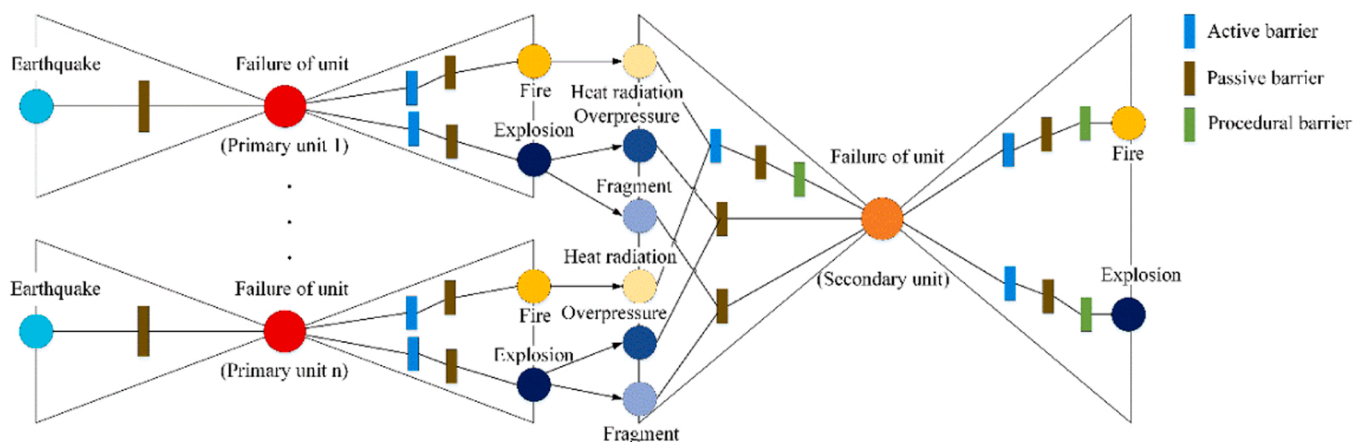 Earthquake
Failure of unit
(Primary unit 1)
Fire
Explosion
Heat radiation
Overpressure
Fragment
Earthquake
Failure of unit
(Primary unit n)
Fire
Explosion
Heat radiation
Overpressure
Fragment
Failure of unit
(Secondary unit)
Fire
Explosion
Active barrier
Passive barrier
Procedural barrier